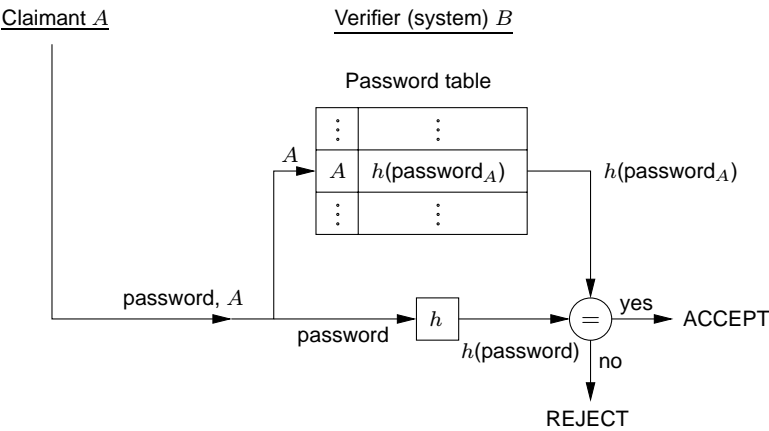 Claimant A
Verifier (system) B
Password table
⋮ ⋮
A
A h(password_A)
h(password_A)
⋮ ⋮
password, A
password
h
h(password)
=
yes
ACCEPT
no
REJECT